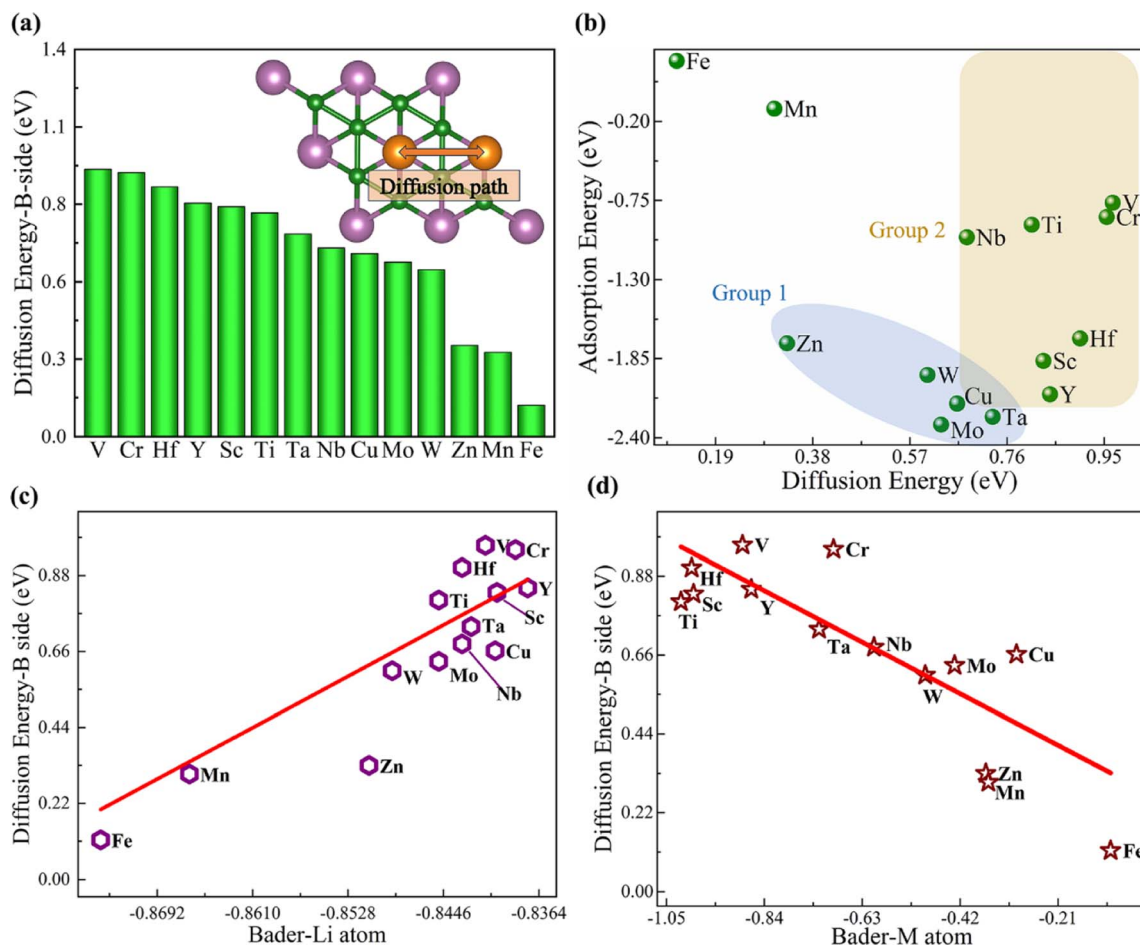 (a)
Diffusion Energy-B-side (eV)
1.4
1.1
0.8
0.6
0.3
0.0
Diffusion path
V Cr Hf Y Sc Ti Ta Nb Cu Mo W Zn Mn Fe
(b)
Adsorption Energy (eV)
-0.20
-0.75
-1.30
-1.85
-2.40
Fe
Mn
V
Cr
Ti
Nb
Group 2
Group 1
Zn
Hf
Sc
W
Y
Cu
Ta
Mo
0.19 0.38 0.57 0.76 0.95
Diffusion Energy (eV)
(c)
Diffusion Energy-B side (eV)
0.88
0.66
0.44
0.22
0.00
V
Cr
Hf
Y
Ti
Sc
Ta
Cu
Mo
W
Nb
Zn
Mn
Fe
-0.8692 -0.8610 -0.8528 -0.8446 -0.8364
Bader-Li atom
(d)
Diffusion Energy-B side (eV)
0.88
0.66
0.44
0.22
0.00
V
Cr
Hf
Sc
Y
Ti
Ta
Nb
Cu
Mo
W
Zn
Mn
Fe
-1.05 -0.84 -0.63 -0.42 -0.21
Bader-M atom